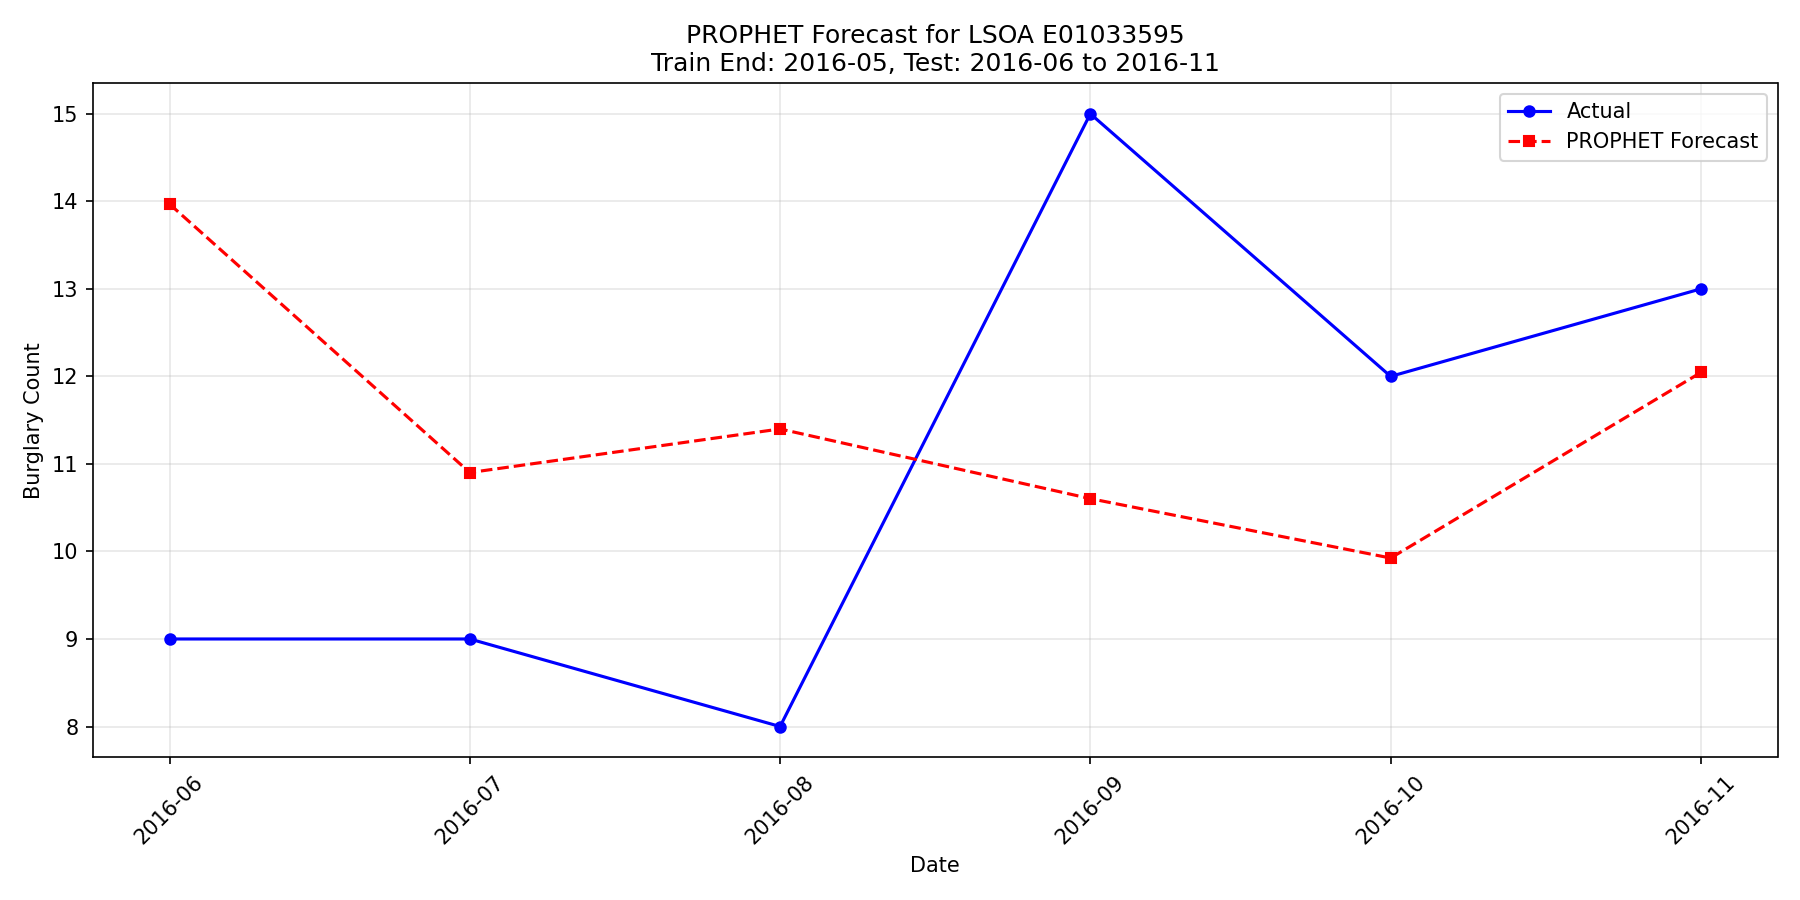 PROPHET Forecast for LSOA E01033595
Train End: 2016-05, Test: 2016-06 to 2016-11
Actual
PROPHET Forecast
Burglary Count
15
14
13
12
11
10
9
8
2016-06
2016-07
2016-08
2016-09
2016-10
2016-11
Date